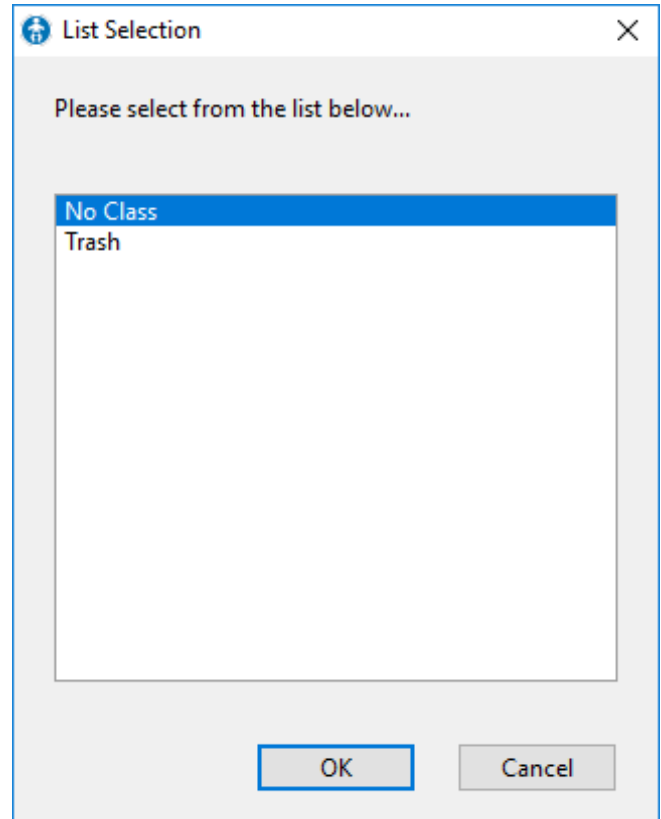 List Selection
Please select from the list below...
No Class
Trash
OK
Cancel